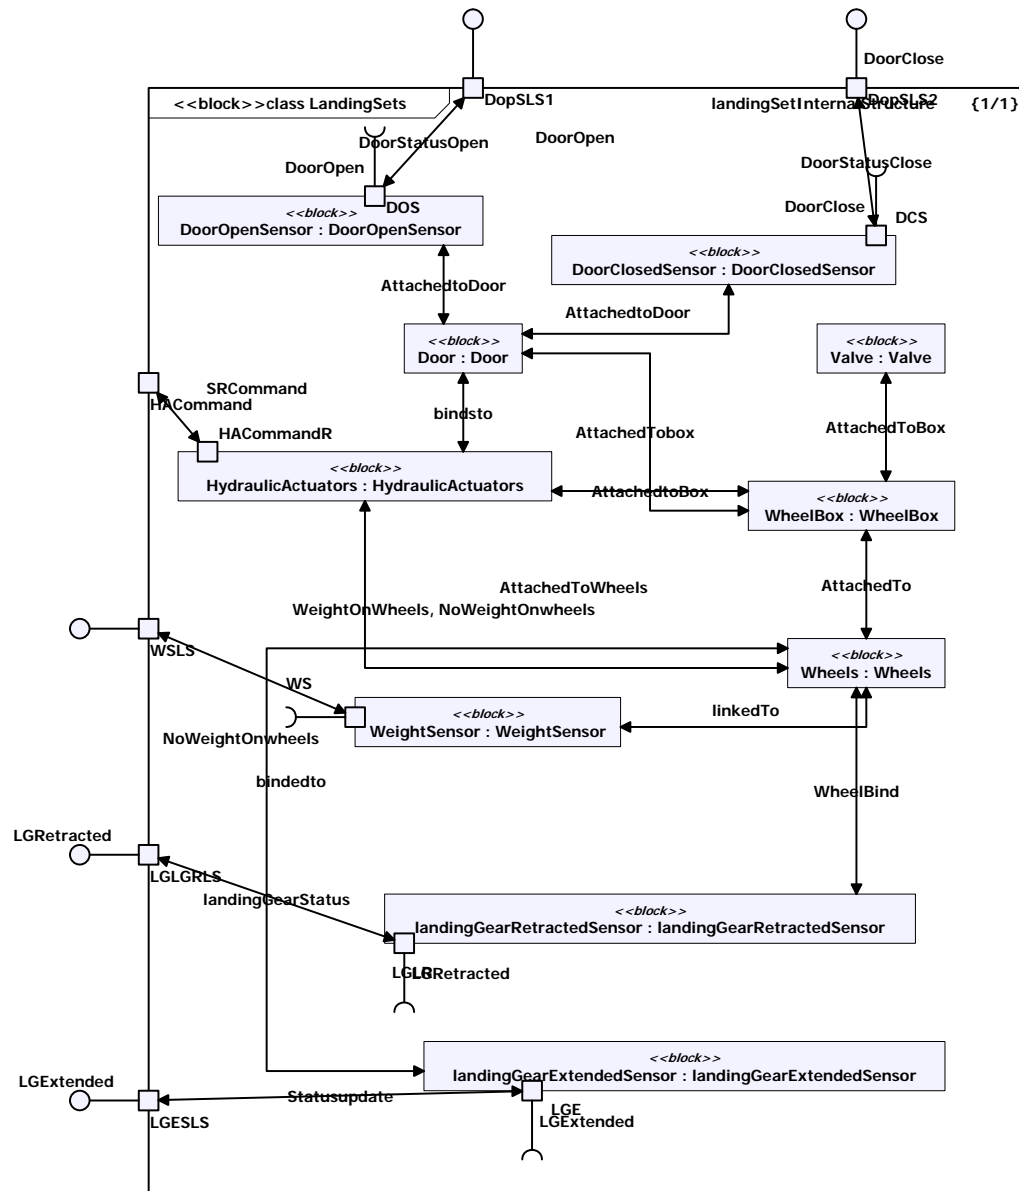 DoorClose
<<block>>class LandingSets
DopSLS1
landingSetInternalStructure
DopSLS2
{1/1}
DoorStatusOpen
DoorOpen
DoorOpen
DoorStatusClose
DoorClose
DOS
DCS
<<block>>
DoorOpenSensor : DoorOpenSensor
<<block>>
DoorClosedSensor : DoorClosedSensor
AttachedtoDoor
AttachedtoDoor
<<block>>
Door : Door
<<block>>
Valve : Valve
SRCommand
HACommand
HACommandR
bindsto
AttachedTobox
AttachedToBox
<<block>>
HydraulicActuators : HydraulicActuators
AttachedtoBox
<<block>>
WheelBox : WheelBox
AttachedToWheels
AttachedTo
WeightOnWheels, NoWeightOnwheels
WSLS
<<block>>
Wheels : Wheels
WS
<<block>>
WeightSensor : WeightSensor
linkedTo
NoWeightOnwheels
bindedto
WheelBind
LGRetracted
LGLGRLS
landingGearStatus
<<block>>
landingGearRetractedSensor : landingGearRetractedSensor
LGRetracted
<<block>>
landingGearExtendedSensor : landingGearExtendedSensor
LGExtended
Statusupdate
LGESLS
LGE
LGExtended